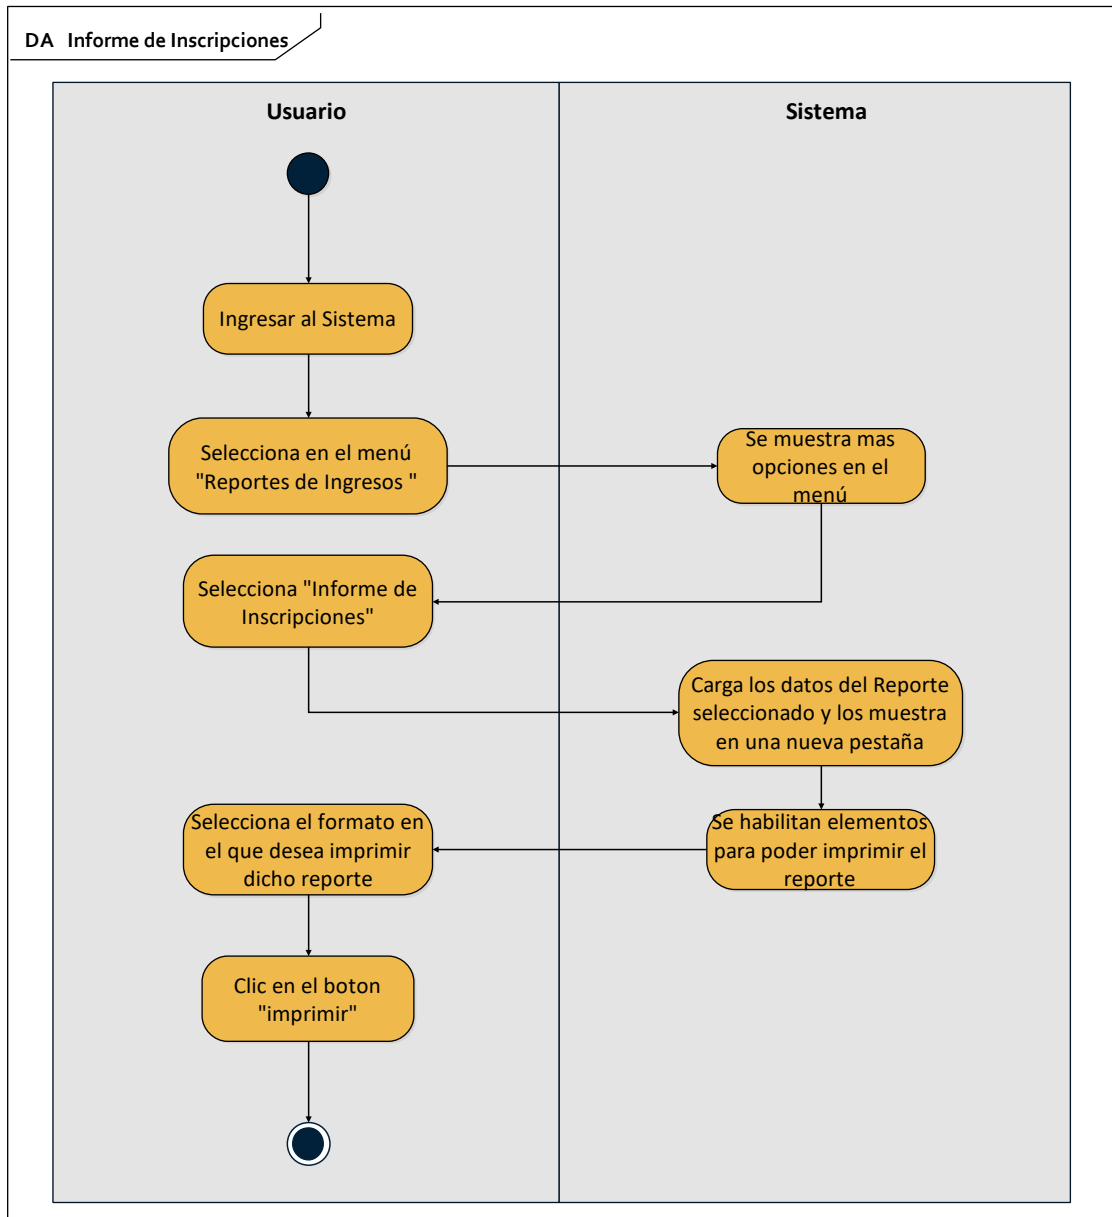 DA Informe de Inscripciones
Usuario
Sistema
Ingresar al Sistema
Selecciona en el menú
"Reportes de Ingresos "
Se muestra mas
opciones en el
menú
Selecciona "Informe de
Inscripciones"
Carga los datos del Reporte
seleccionado y los muestra
en una nueva pestaña
Se habilitan elementos
para poder imprimir el
reporte
Selecciona el formato en
el que desea imprimir
dicho reporte
Clic en el boton
"imprimir"